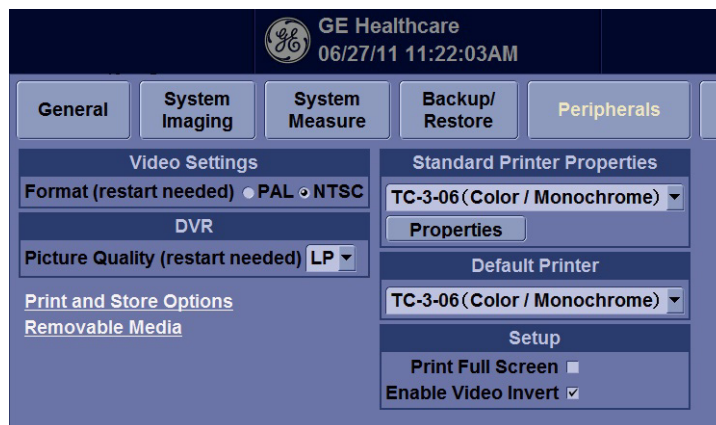 GE Healthcare
06/27/11 11:22:03AM
General
System
Imaging
System
Measure
Backup/
Restore
Peripherals
Video Settings
Format (restart needed) PAL NTSC
DVR
Picture Quality (restart needed) LP
Print and Store Options
Removable Media
Standard Printer Properties
TC-3-06(Color / Monochrome)
Properties
Default Printer
TC-3-06(Color / Monochrome)
Setup
Print Full Screen
Enable Video Invert